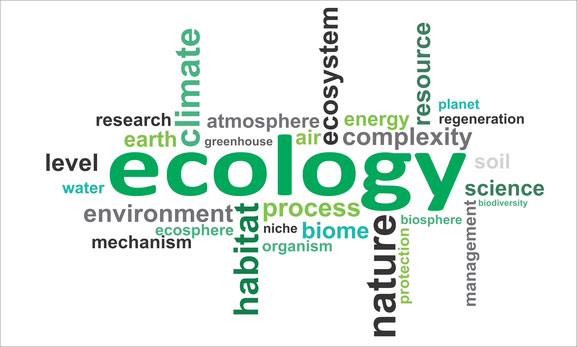 climate
ecosystem
resource
research
atmosphere
energy
planet
regeneration
earth
greenhouse
air
complexity
level
ecology
soil
water
science
biodiversity
environment
process
habitat
nature
biosphere
ecosphere
niche
biome
protection
management
mechanism
organism